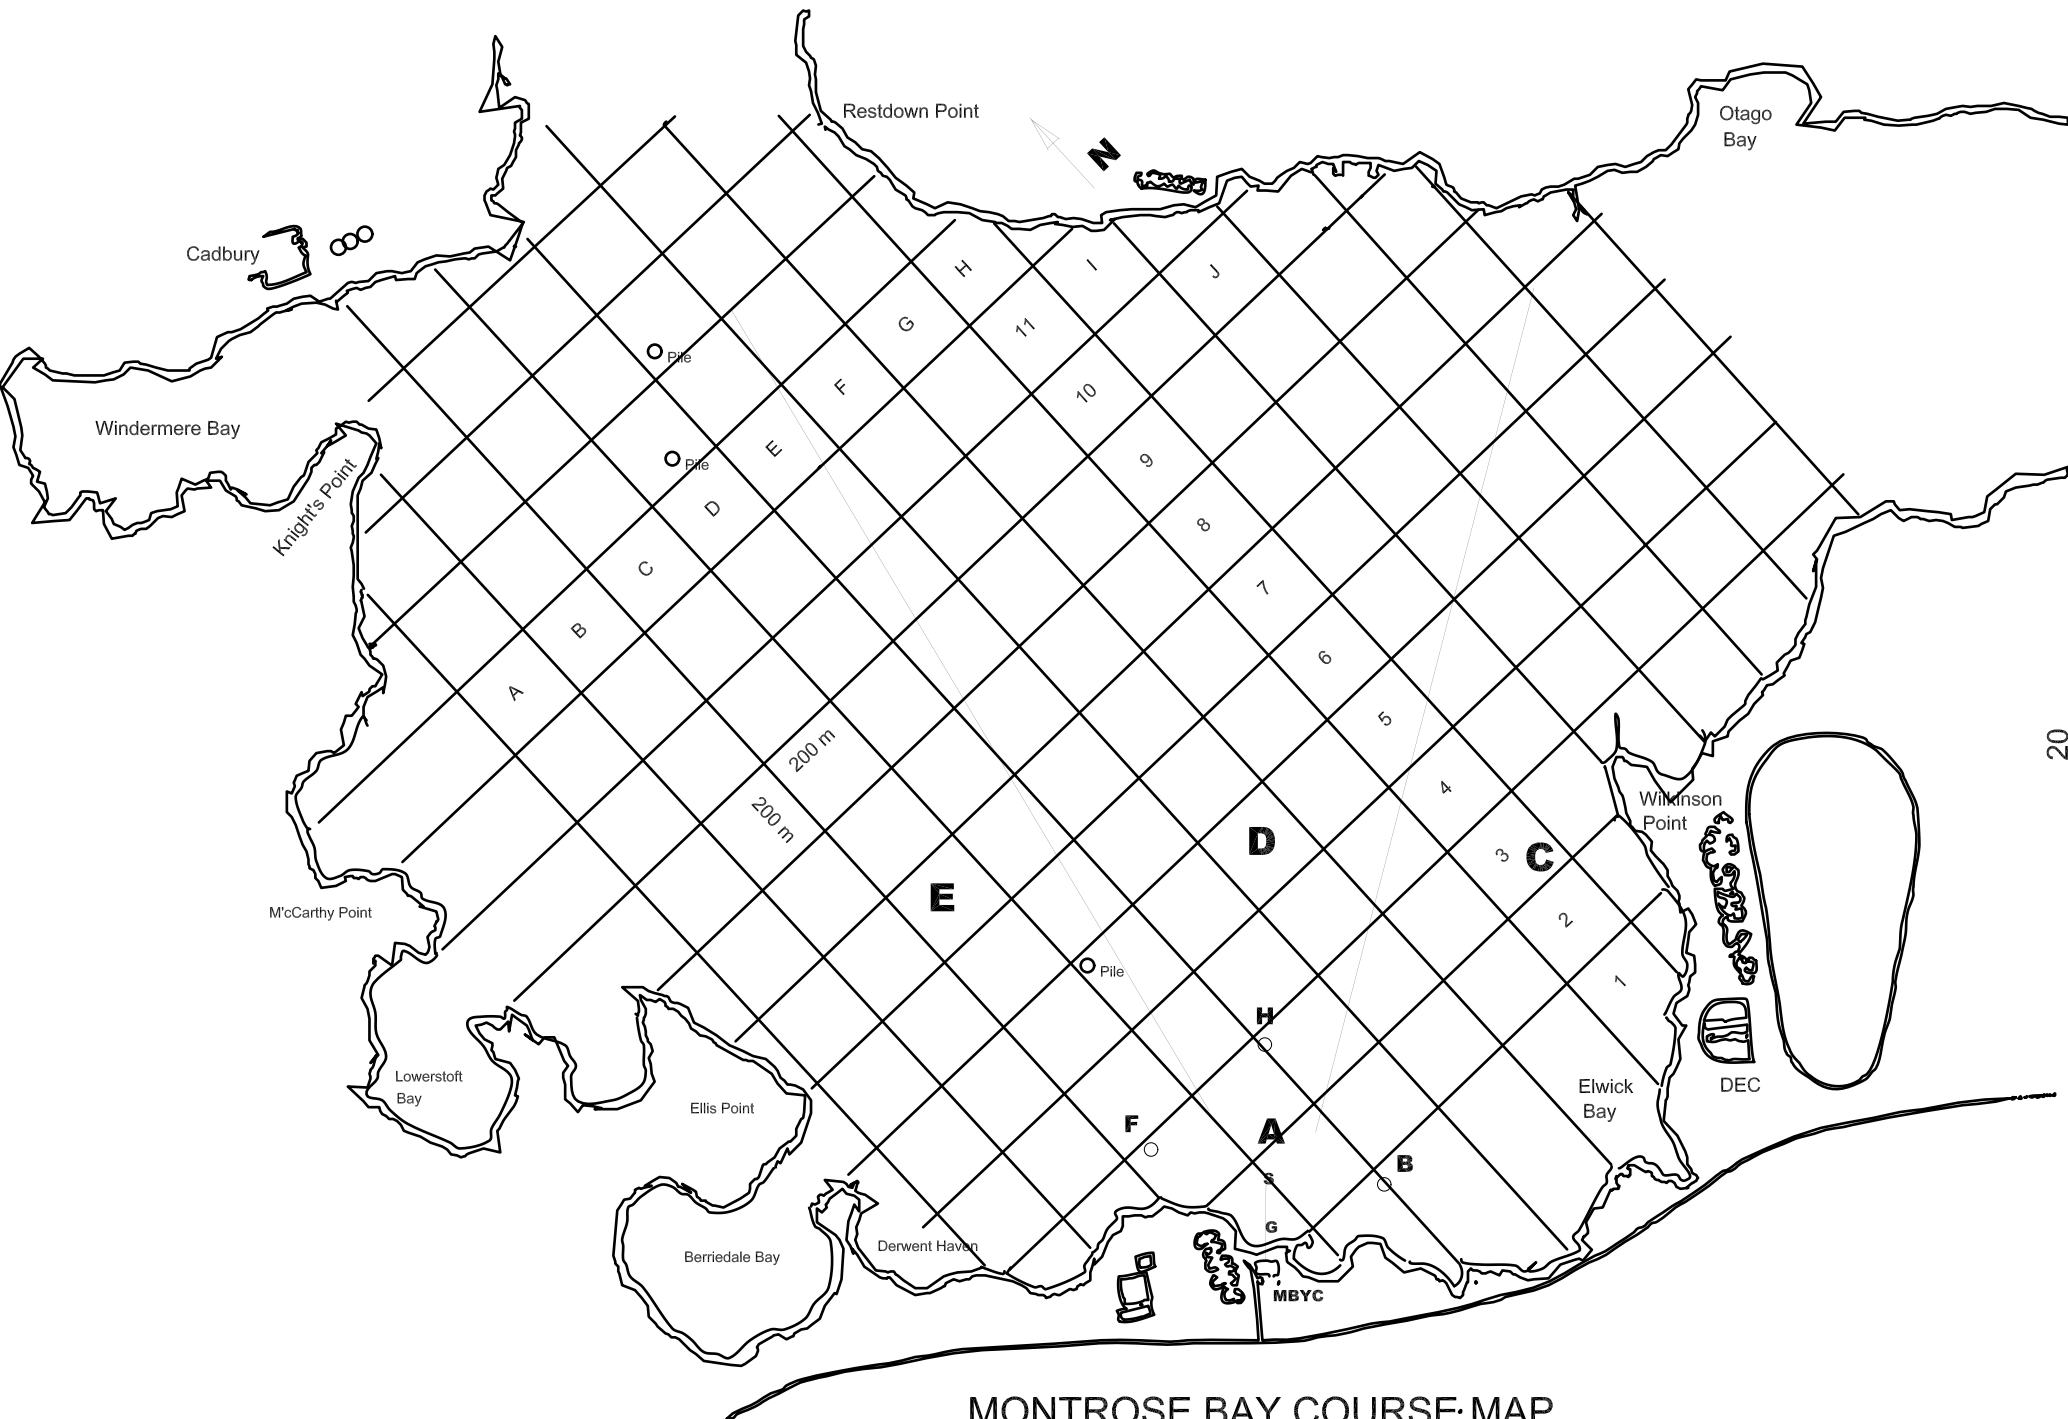 Restdown Point
Otago
Bay
N
Cadbury
H
I
J
G
11
Pile
F
10
Windermere Bay
E
9
Pile
Knight's Point
D
8
C
7
B
6
A
5
200 m
20
4
Wilkinson
Point
200 m
D
3
C
E
M'cCarthy Point
2
Pile
1
H
Lowerstoft
Bay
Elwick
Bay
DEC
Ellis Point
F
A
B
S
G
Derwent Haven
Berriedale Bay
MBYC
MONTROSE BAY COURSE MAP